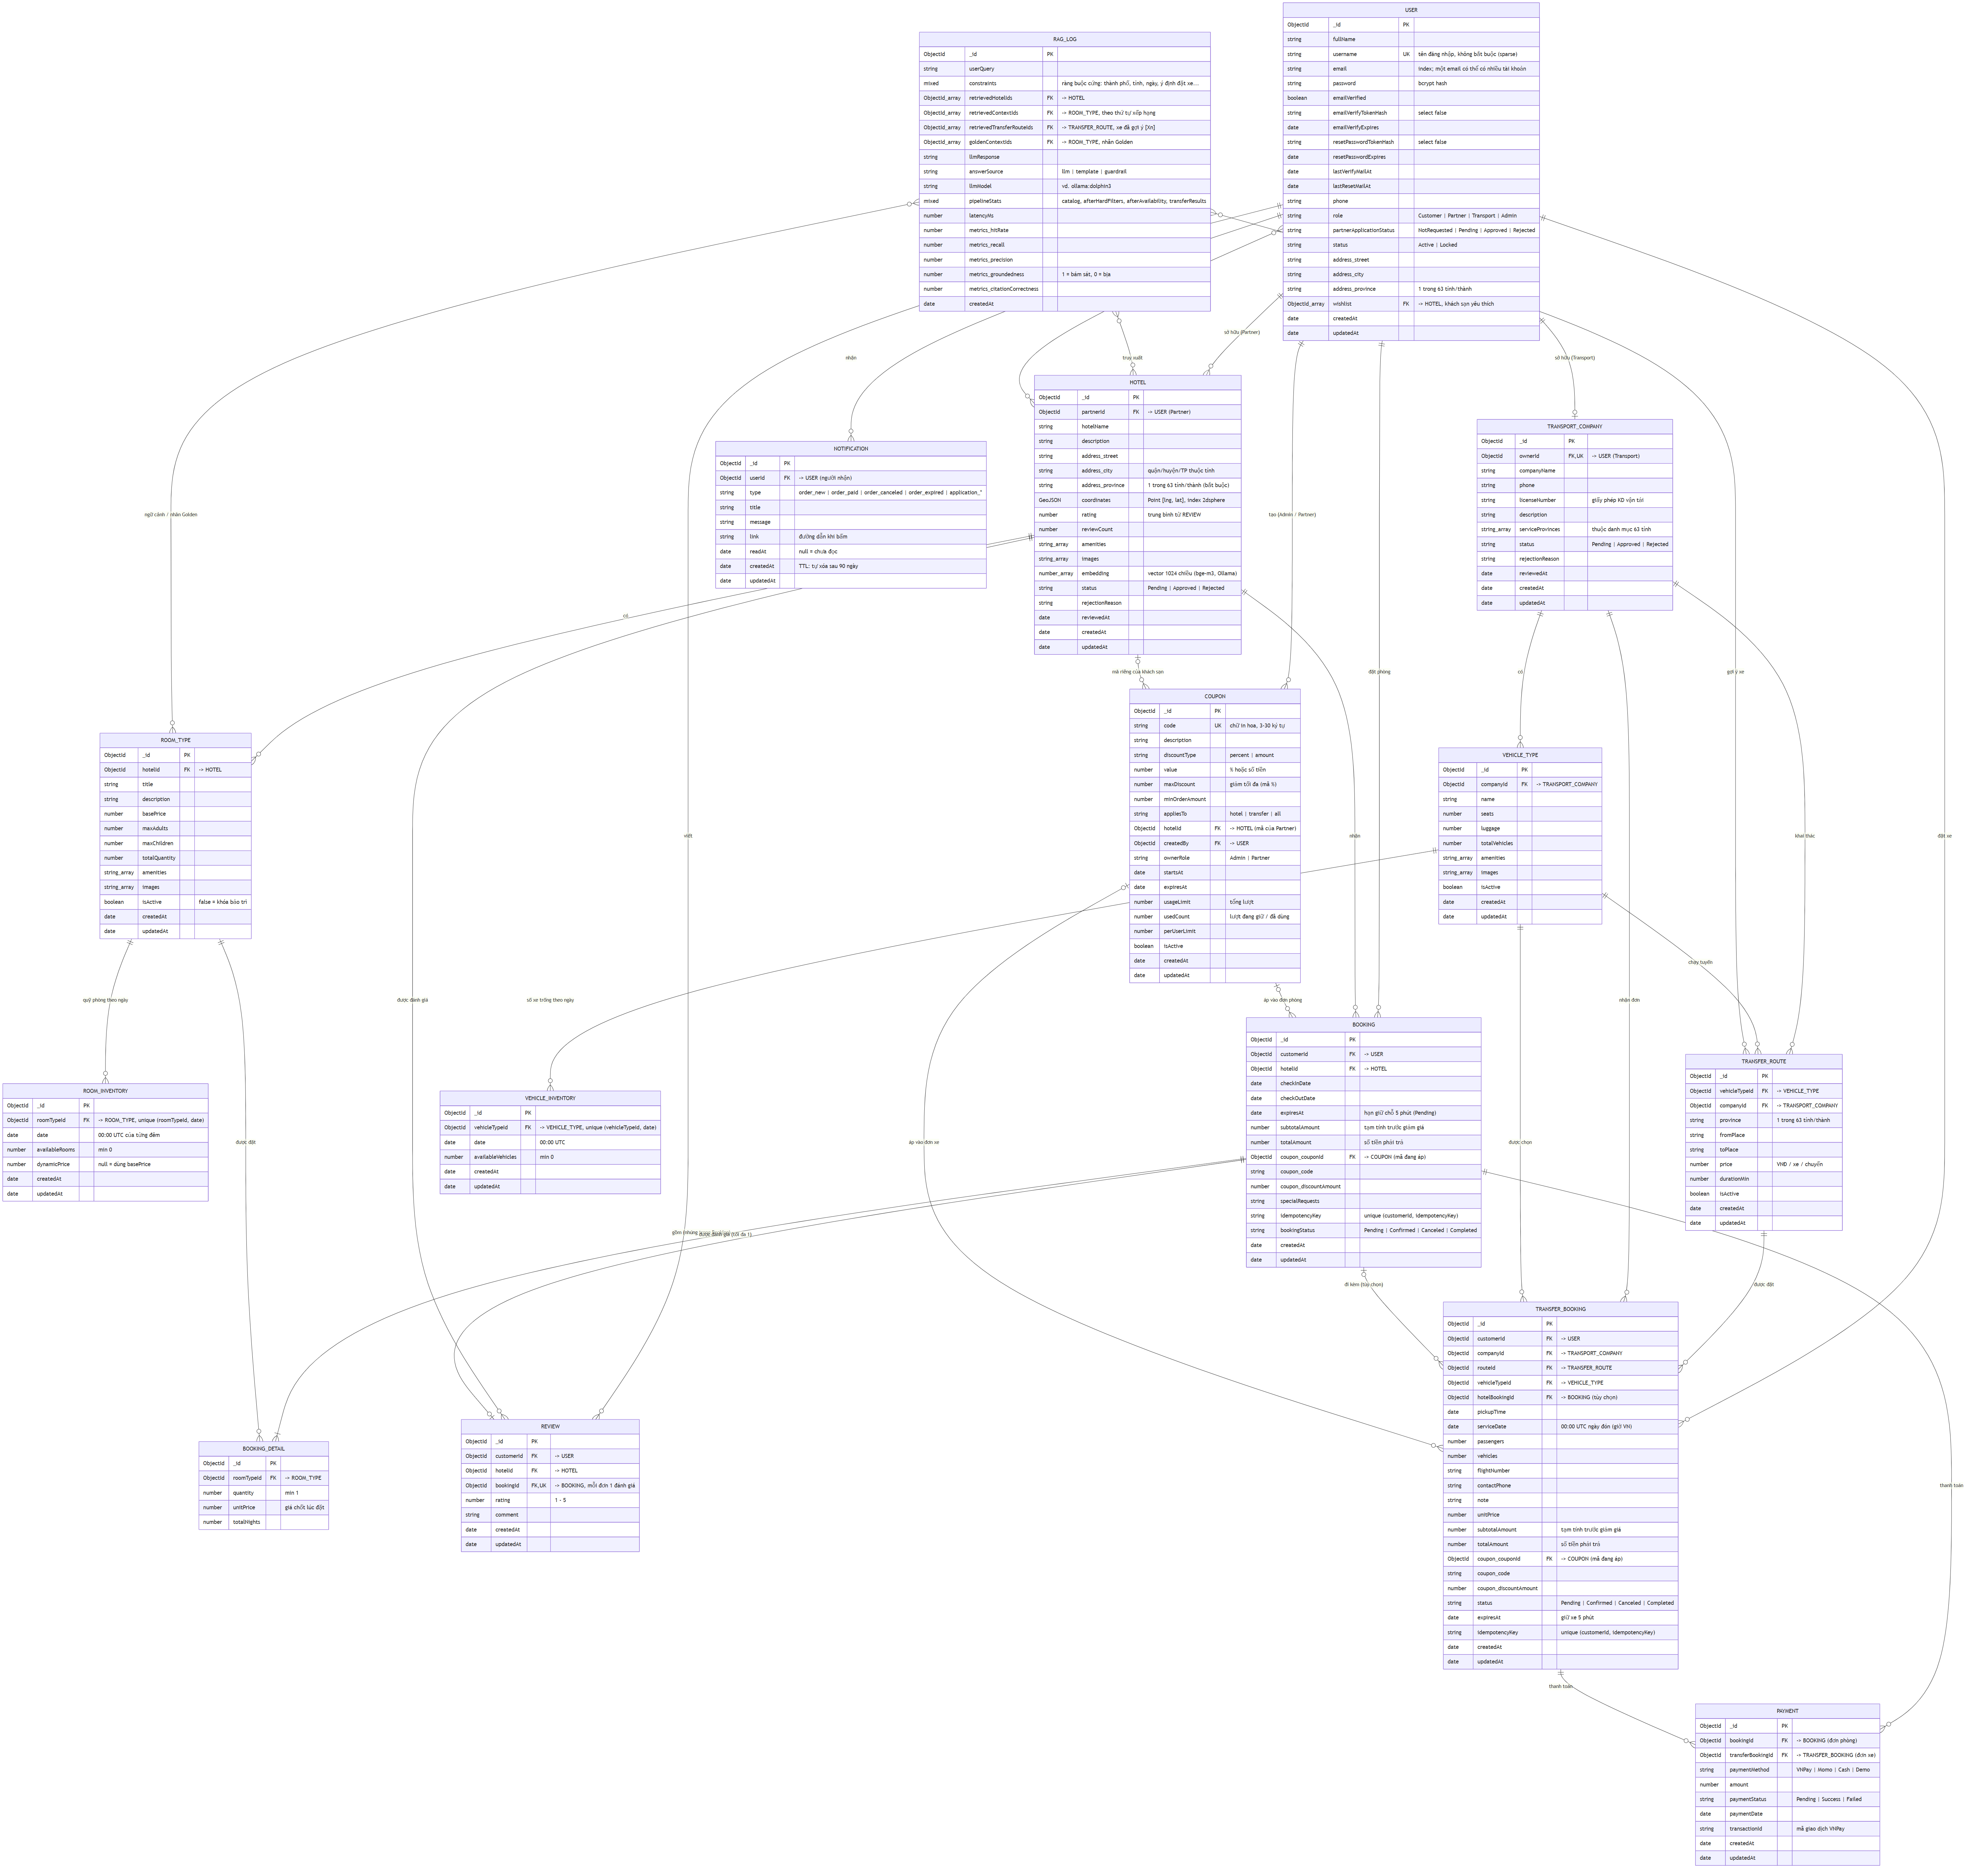 USER
ObjectId _id PK
string fullName
string username UK tên đăng nhập, không bắt buộc (sparse)
string email index; một email có thể có nhiều tài khoản
string password bcrypt hash
boolean emailVerified
string emailVerifyTokenHash select false
date emailVerifyExpires
string resetPasswordTokenHash select false
date resetPasswordExpires
date lastVerifyMailAt
date lastResetMailAt
string phone
string role Customer | Partner | Transport | Admin
string partnerApplicationStatus NotRequested | Pending | Approved | Rejected
string status Active | Locked
string address_street
string address_city
string address_province 1 trong 63 tỉnh/thành
ObjectId_array wishlist FK -> HOTEL, khách sạn yêu thích
date createdAt
date updatedAt
RAG_LOG
ObjectId _id PK
string userQuery
mixed constraints ràng buộc cứng: thành phố, tỉnh, ngày, ý định đặt xe...
ObjectId_array retrievedHotelIds FK -> HOTEL
ObjectId_array retrievedContextIds FK -> ROOM_TYPE, theo thứ tự xếp hạng
ObjectId_array retrievedTransferRouteIds FK -> TRANSFER_ROUTE, xe đã gợi ý [Xn]
ObjectId_array goldenContextIds FK -> ROOM_TYPE, nhãn Golden
string llmResponse
string answerSource llm | template | guardrail
string llmModel vd. ollama:dolphin3
mixed pipelineStats catalog, afterHardFilters, afterAvailability, transferResults
number latencyMs
number metrics_hitRate
number metrics_recall
number metrics_precision
number metrics_groundedness 1 = bám sát, 0 = bịa
number metrics_citationCorrectness
date createdAt
sở hữu (Partner)
nhận
truy xuất
sở hữu (Transport)
HOTEL
ObjectId _id PK
ObjectId partnerId FK -> USER (Partner)
string hotelName
string description
string address_street
string address_city quận/huyện/TP thuộc tỉnh
string address_province 1 trong 63 tỉnh/thành (bắt buộc)
GeoJSON coordinates Point [lng, lat], index 2dsphere
number rating trung bình từ REVIEW
number reviewCount
string_array amenities
string_array images
number_array embedding vector 1024 chiều (bge-m3, Ollama)
string status Pending | Approved | Rejected
string rejectionReason
date reviewedAt
date createdAt
date updatedAt
TRANSPORT_COMPANY
ObjectId _id PK
ObjectId ownerId FK,UK -> USER (Transport)
string companyName
string phone
string licenseNumber giấy phép KD vận tải
string description
string_array serviceProvinces thuộc danh mục 63 tỉnh
string status Pending | Approved | Rejected
string rejectionReason
date reviewedAt
date createdAt
date updatedAt
NOTIFICATION
ObjectId _id PK
ObjectId userId FK -> USER (người nhận)
string type order_new | order_paid | order_canceled | order_expired | application_*
string title
string message
string link đường dẫn khi bấm
date readAt null = chưa đọc
date createdAt TTL: tự xóa sau 90 ngày
date updatedAt
ngữ cảnh / nhãn Golden
tạo (Admin / Partner)
có
mã riêng của khách sạn
đặt phòng
có
gợi ý xe
COUPON
ObjectId _id PK
string code UK chữ in hoa, 3-30 ký tự
string description
string discountType percent | amount
number value % hoặc số tiền
number maxDiscount giảm tối đa (mã %)
number minOrderAmount
string appliesTo hotel | transfer | all
ObjectId hotelId FK -> HOTEL (mã của Partner)
ObjectId createdBy FK -> USER
string ownerRole Admin | Partner
date startsAt
date expiresAt
number usageLimit tổng lượt
number usedCount lượt đang giữ / đã dùng
number perUserLimit
boolean isActive
date createdAt
date updatedAt
ROOM_TYPE
ObjectId _id PK
ObjectId hotelId FK -> HOTEL
string title
string description
number basePrice
number maxAdults
number maxChildren
number totalQuantity
string_array amenities
string_array images
boolean isActive false = khóa bảo trì
date createdAt
date updatedAt
VEHICLE_TYPE
ObjectId _id PK
ObjectId companyId FK -> TRANSPORT_COMPANY
string name
number seats
number luggage
number totalVehicles
string_array amenities
string_array images
boolean isActive
date createdAt
date updatedAt
viết
nhận
khai thác
đặt xe
chạy tuyến
quỹ phòng theo ngày
được đánh giá
số xe trống theo ngày
áp vào đơn phòng
nhận đơn
BOOKING
ObjectId _id PK
ObjectId customerId FK -> USER
ObjectId hotelId FK -> HOTEL
date checkInDate
date checkOutDate
date expiresAt hạn giữ chỗ 5 phút (Pending)
number subtotalAmount tạm tính trước giảm giá
number totalAmount số tiền phải trả
ObjectId coupon_couponId FK -> COUPON (mã đang áp)
string coupon_code
number coupon_discountAmount
string specialRequests
string idempotencyKey unique (customerId, idempotencyKey)
string bookingStatus Pending | Confirmed | Canceled | Completed
date createdAt
date updatedAt
TRANSFER_ROUTE
ObjectId _id PK
ObjectId vehicleTypeId FK -> VEHICLE_TYPE
ObjectId companyId FK -> TRANSPORT_COMPANY
string province 1 trong 63 tỉnh/thành
string fromPlace
string toPlace
number price VND / xe / chuyến
number durationMin
boolean isActive
date createdAt
date updatedAt
ROOM_INVENTORY
ObjectId _id PK
ObjectId roomTypeId FK -> ROOM_TYPE, unique (roomTypeId, date)
date date 00:00 UTC của từng đêm
number availableRooms min 0
number dynamicPrice null = dùng basePrice
date createdAt
date updatedAt
VEHICLE_INVENTORY
ObjectId _id PK
ObjectId vehicleTypeId FK -> VEHICLE_TYPE, unique (vehicleTypeId, date)
date date 00:00 UTC
number availableVehicles min 0
date createdAt
date updatedAt
được đặt
áp vào đơn xe
được chọn
được đánh giá (tối đa 1)
đi kèm (tùy chọn)
được đặt
TRANSFER_BOOKING
ObjectId _id PK
ObjectId customerId FK -> USER
ObjectId companyId FK -> TRANSPORT_COMPANY
ObjectId routeId FK -> TRANSFER_ROUTE
ObjectId vehicleTypeId FK -> VEHICLE_TYPE
ObjectId hotelBookingId FK -> BOOKING (tùy chọn)
date pickupTime
date serviceDate 00:00 UTC ngày đón (giờ VN)
number passengers
number vehicles
string flightNumber
string contactPhone
string note
number unitPrice
number subtotalAmount tạm tính trước giảm giá
number totalAmount số tiền phải trả
ObjectId coupon_couponId FK -> COUPON (mã đang áp)
string coupon_code
number coupon_discountAmount
string status Pending | Confirmed | Canceled | Completed
date expiresAt giữ xe 5 phút
string idempotencyKey unique (customerId, idempotencyKey)
date createdAt
date updatedAt
REVIEW
ObjectId _id PK
ObjectId customerId FK -> USER
ObjectId hotelId FK -> HOTEL
ObjectId bookingId FK,UK -> BOOKING, mỗi đơn 1 đánh giá
number rating 1 - 5
string comment
date createdAt
date updatedAt
BOOKING_DETAIL
ObjectId _id PK
ObjectId roomTypeId FK -> ROOM_TYPE
number quantity min 1
number unitPrice giá chốt lúc đặt
number totalNights
thanh toán
thanh toán
PAYMENT
ObjectId _id PK
ObjectId bookingId FK -> BOOKING (đơn phòng)
ObjectId transferBookingId FK -> TRANSFER_BOOKING (đơn xe)
string paymentMethod VNPay | Momo | Cash | Demo
number amount
string paymentStatus Pending | Success | Failed
date paymentDate
string transactionId mã giao dịch VNPay
date createdAt
date updatedAt